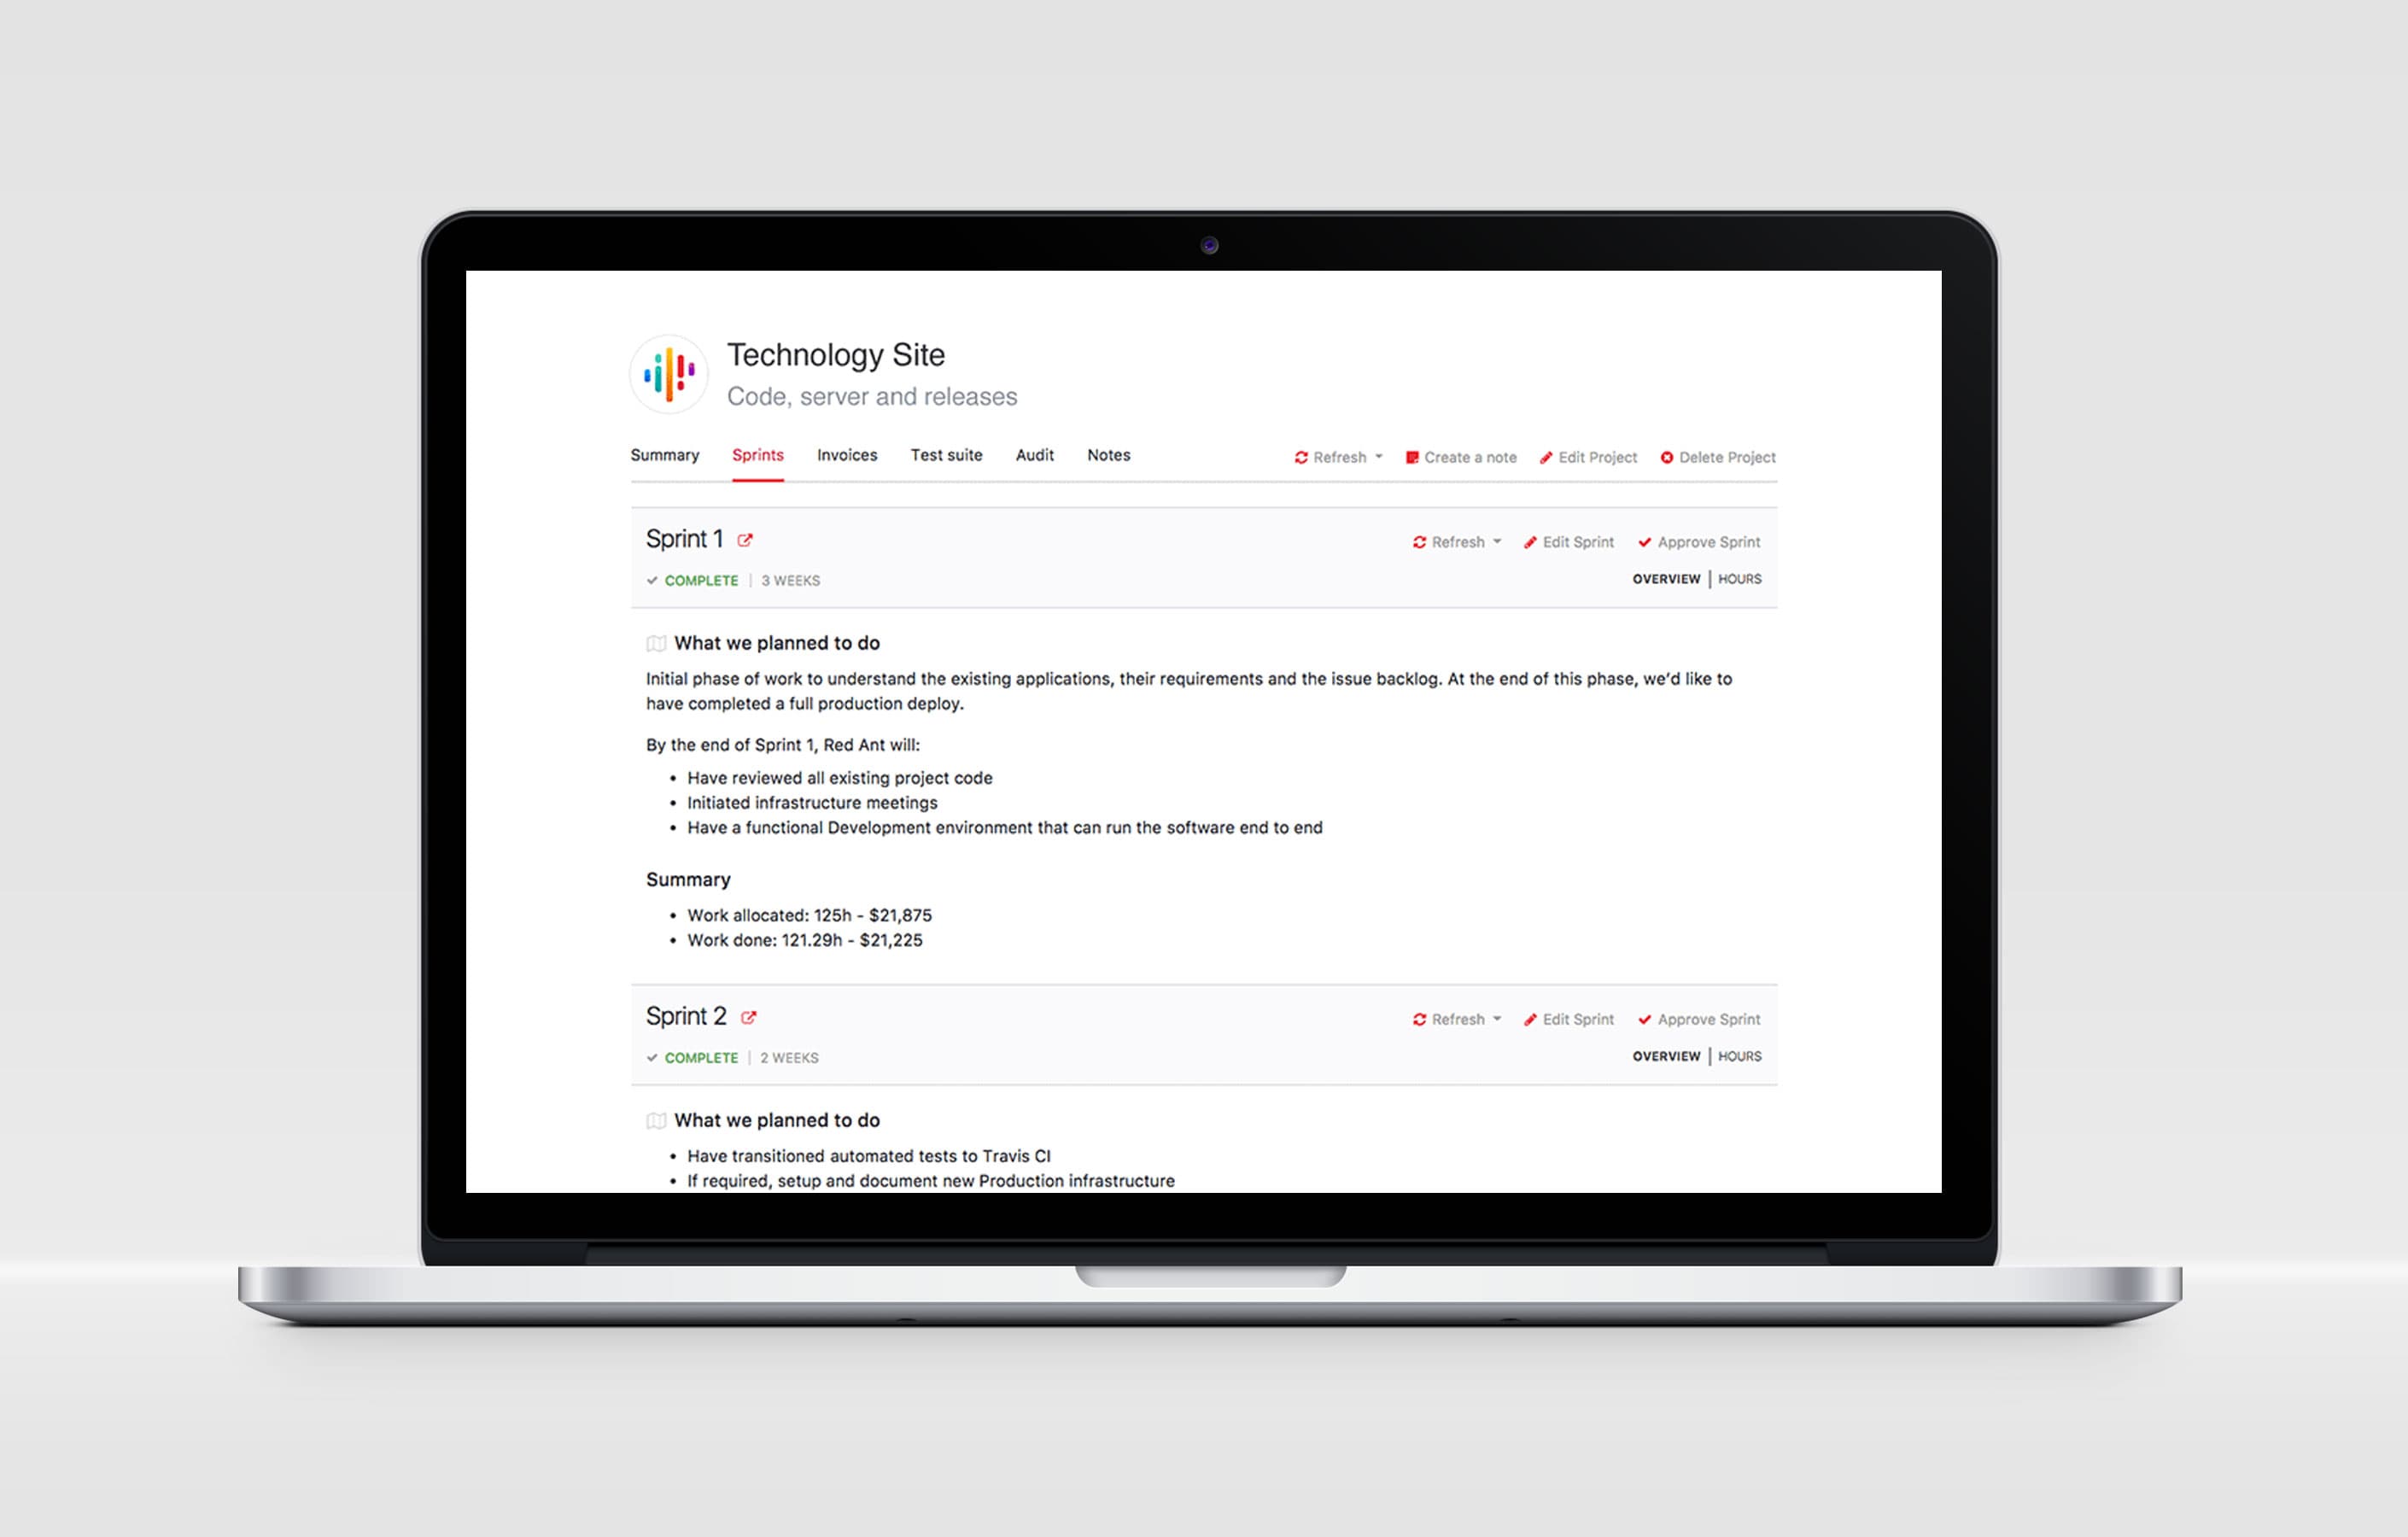 Technology Site
Code, server and releases
Summary Sprints Invoices Test suite Audit Notes Refresh Create a note Edit Project Delete Project
Sprint 1 Refresh Edit Sprint Approve Sprint
COMPLETE | 3 WEEKS OVERVIEW | HOURS
What we planned to do
Initial phase of work to understand the existing applications, their requirements and the issue backlog. At the end of this phase, we'd like to
have completed a full production deploy.
By the end of Sprint 1, Red Ant will:
• Have reviewed all existing project code
• Initiated infrastructure meetings
• Have a functional Development environment that can run the software end to end
Summary
• Work allocated: 125h - $21,875
• Work done: 121.29h - $21,225
Sprint 2 Refresh Edit Sprint Approve Sprint
COMPLETE | 2 WEEKS OVERVIEW | HOURS
What we planned to do
• Have transitioned automated tests to Travis CI
• If required, setup and document new Production infrastructure